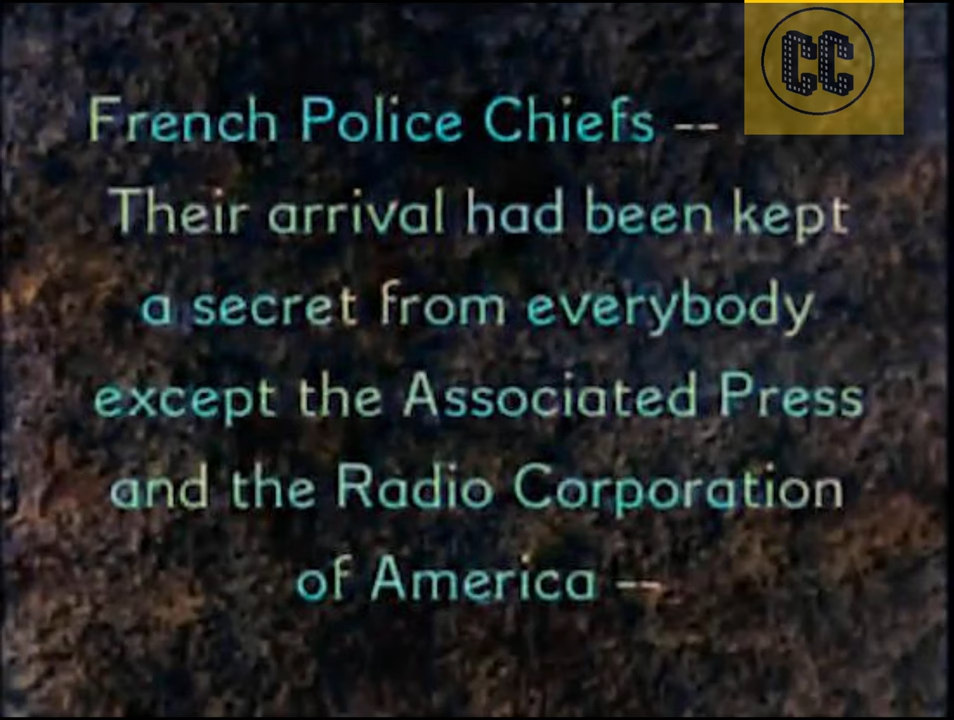 CC
French Police Chiefs --
Their arrival had been kept
a secret from everybody
except the Associated Press
and the Radio Corporation
of America --